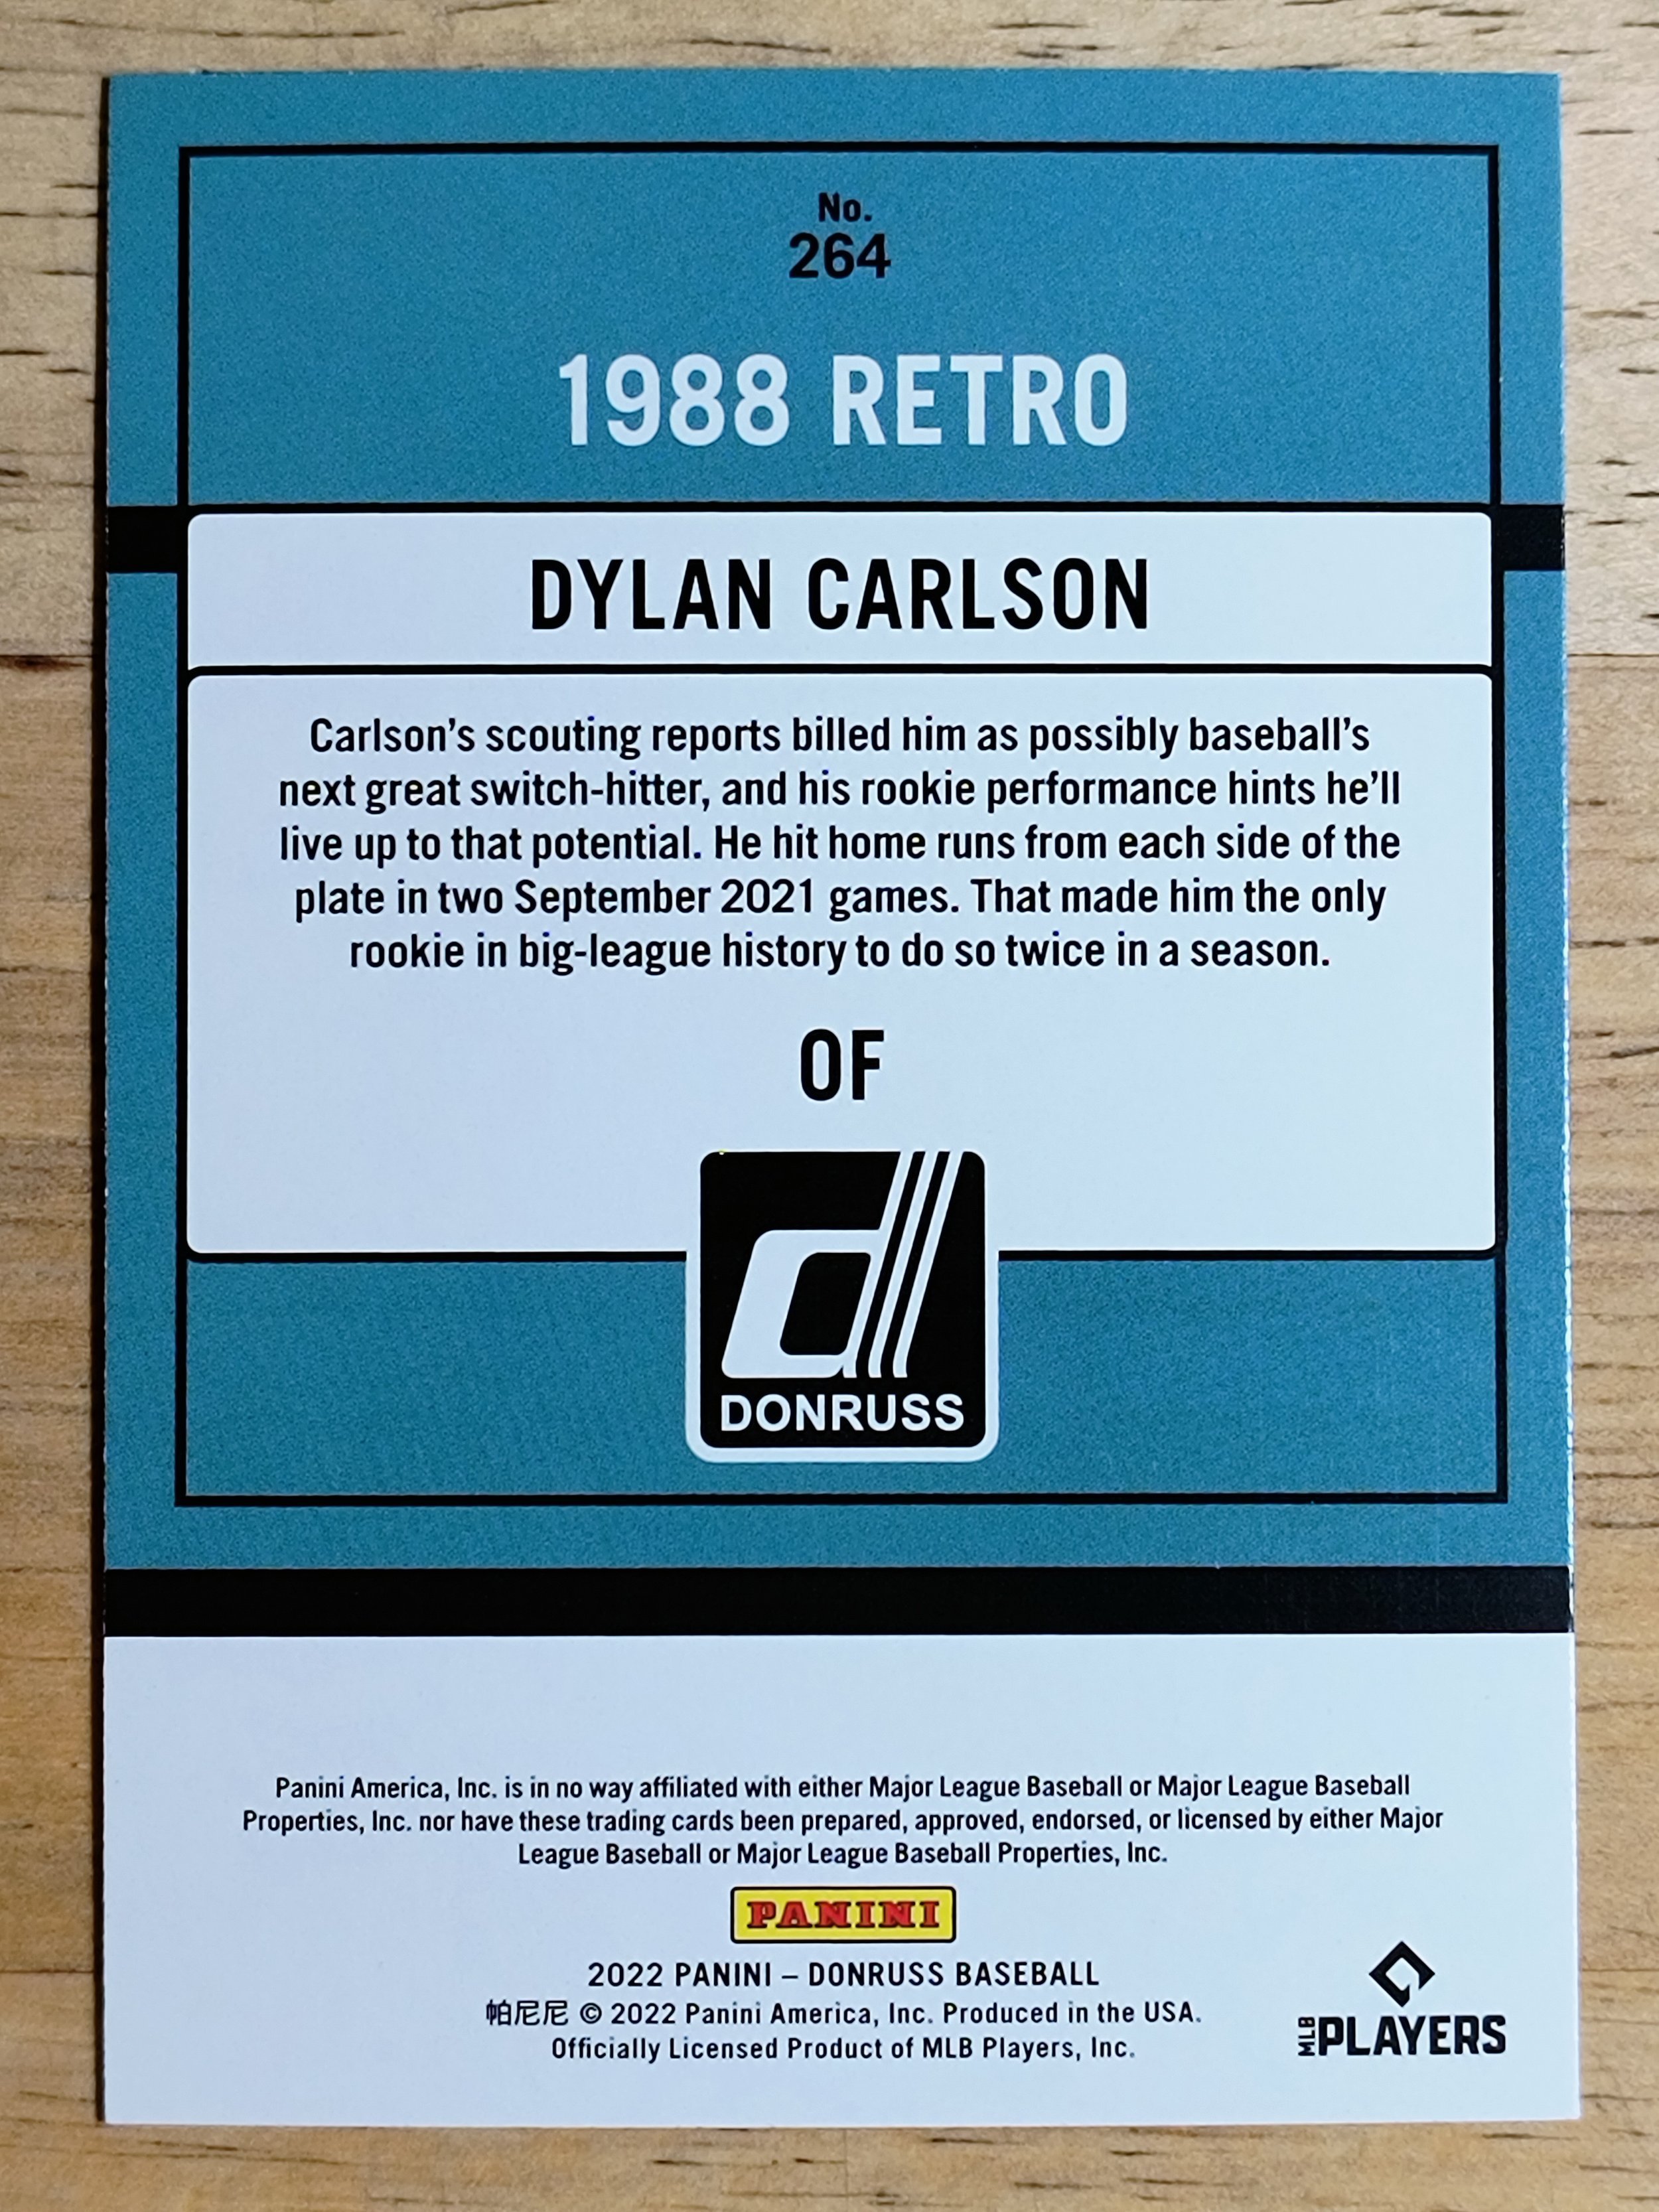 No.
264
1988 RETRO
DYLAN CARLSON
Carlson's scouting reports billed him as possibly baseball's
next great switch-hitter, and his rookie performance hints he'll
live up to that potential. He hit home runs from each side of the
plate in two September 2021 games. That made him the only
rookie in big-league history to do so twice in a season.
OF
d
DONRUSS
Panini America, Inc. is in no way affiliated with either Major League Baseball or Major League Baseball
Properties, Inc. nor have these trading cards been prepared, approved, endorsed, or licensed by either Major
League Baseball or Major League Baseball Properties, Inc.
PANINI
2022 PANINI – DONRUSS BASEBALL
帕尼尼 © 2022 Panini America, Inc. Produced in the USA.
Officially Licensed Product of MLB Players, Inc.
MLB PLAYERS